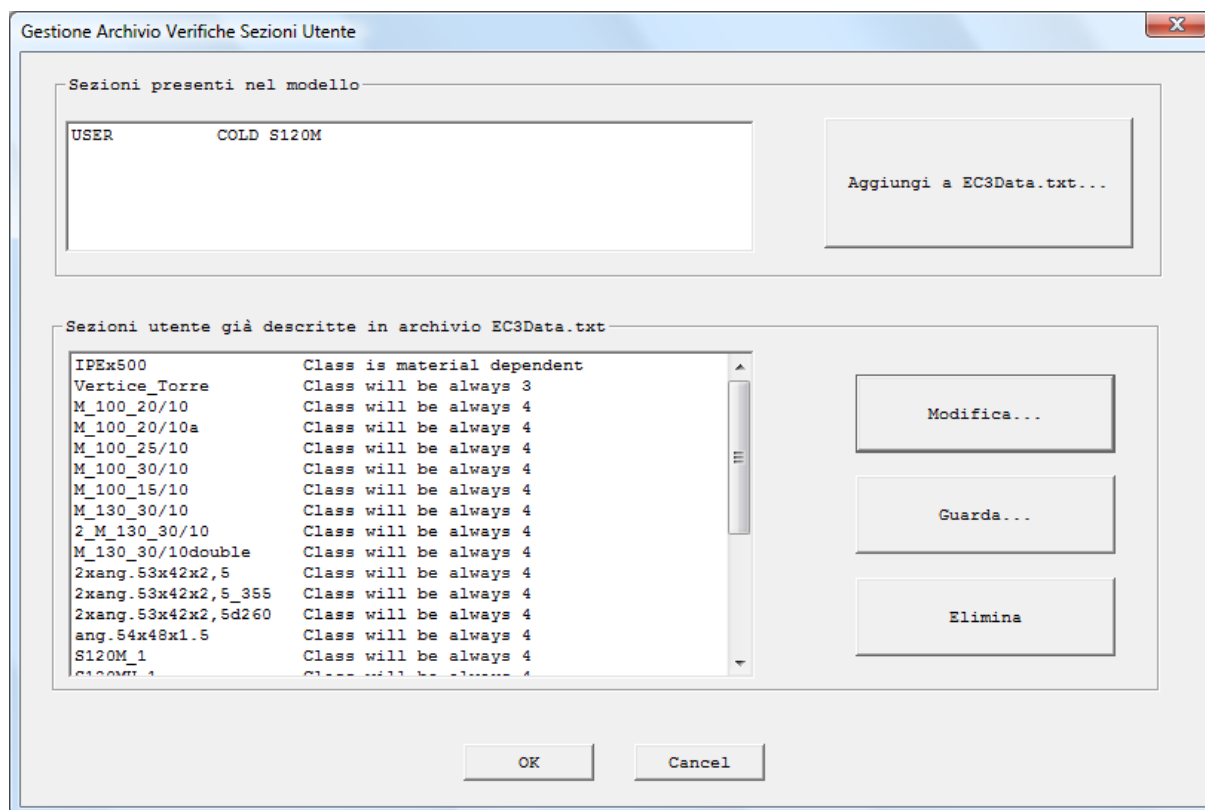 Gestione Archivio Verifiche Sezioni Utente
Sezioni presenti nel modello
USER COLD S120M
Aggiungi a EC3Data.txt...
Sezioni utente già descritte in archivio EC3Data.txt
IPEx500 Class is material dependent
Vertice_Torre Class will be always 3
M_100_20/10 Class will be always 4
M_100_20/10a Class will be always 4
M_100_25/10 Class will be always 4
M_100_30/10 Class will be always 4
M_100_15/10 Class will be always 4
M_130_30/10 Class will be always 4
2_M_130_30/10 Class will be always 4
M_130_30/10double Class will be always 4
2xang.53x42x2,5 Class will be always 4
2xang.53x42x2,5_355 Class will be always 4
2xang.53x42x2,5d260 Class will be always 4
ang.54x48x1.5 Class will be always 4
S120M_1 Class will be always 4
Class will be always 4
Modifica...
Guarda...
Elimina
OK Cancel